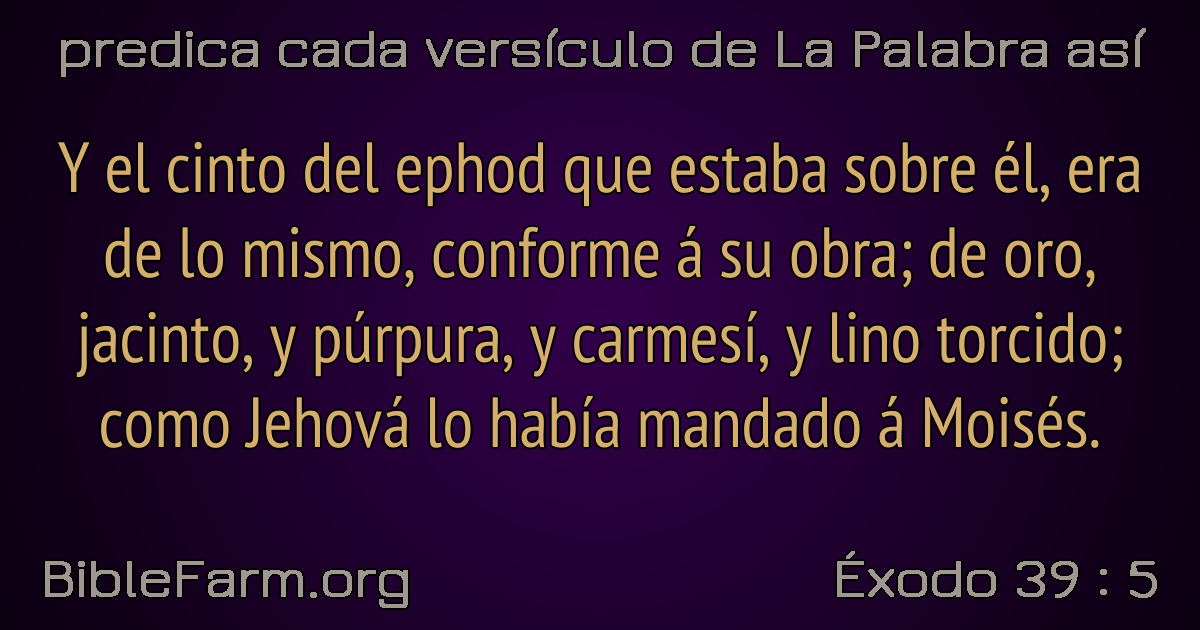 predica cada versículo de La Palabra así
Y el cinto del ephod que estaba sobre él, era
de lo mismo, conforme á su obra; de oro,
jacinto, y púrpura, y carmesí, y lino torcido;
como Jehová lo había mandado á Moisés.
BibleFarm.org
Éxodo 39 : 5